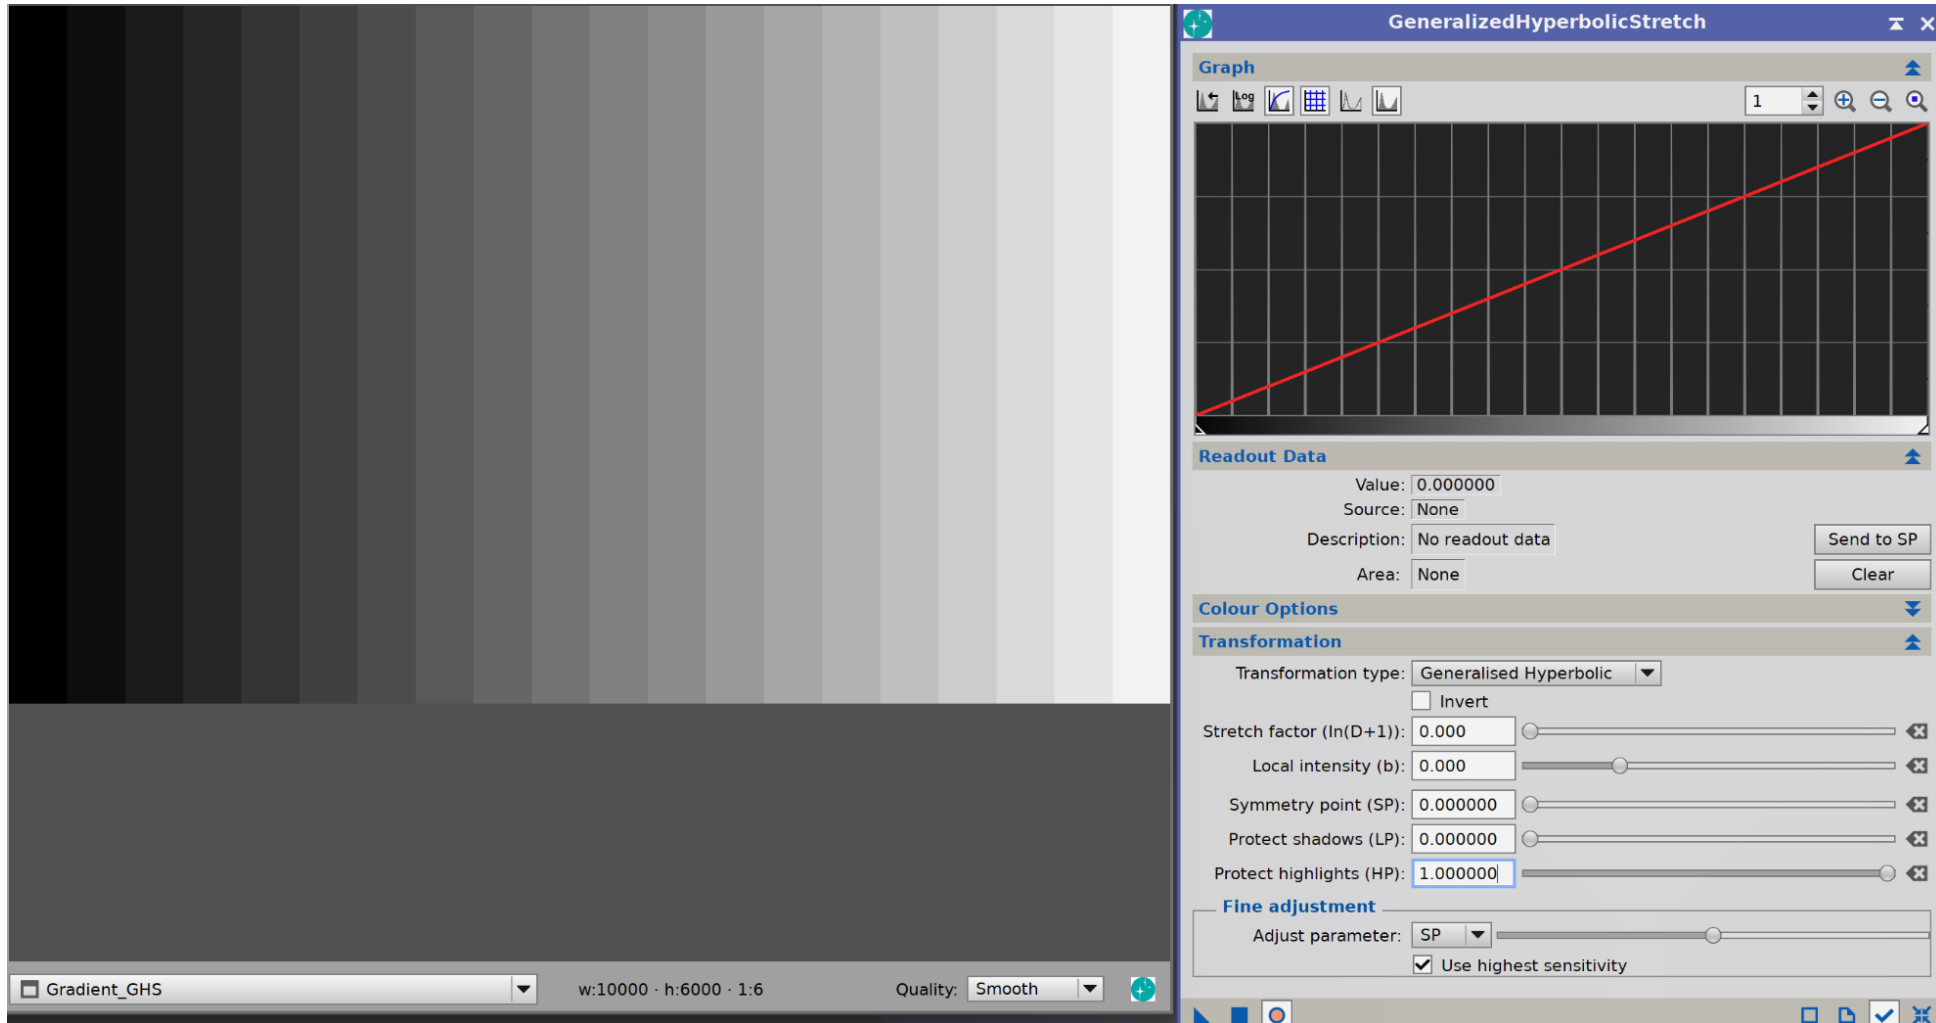 GeneralizedHyperbolicStretch
Graph
Log
1
Readout Data
Value: 0.000000
Source: None
Description: No readout data
Send to SP
Area: None
Clear
Colour Options
Transformation
Transformation type: Generalised Hyperbolic
Invert
Stretch factor (ln(D+1)): 0.000
Local intensity (b): 0.000
Symmetry point (SP): 0.000000
Protect shadows (LP): 0.000000
Protect highlights (HP): 1.000000
Fine adjustment
Adjust parameter: SP
Use highest sensitivity
Gradient_GHS
w:10000 · h:6000 · 1:6
Quality: Smooth